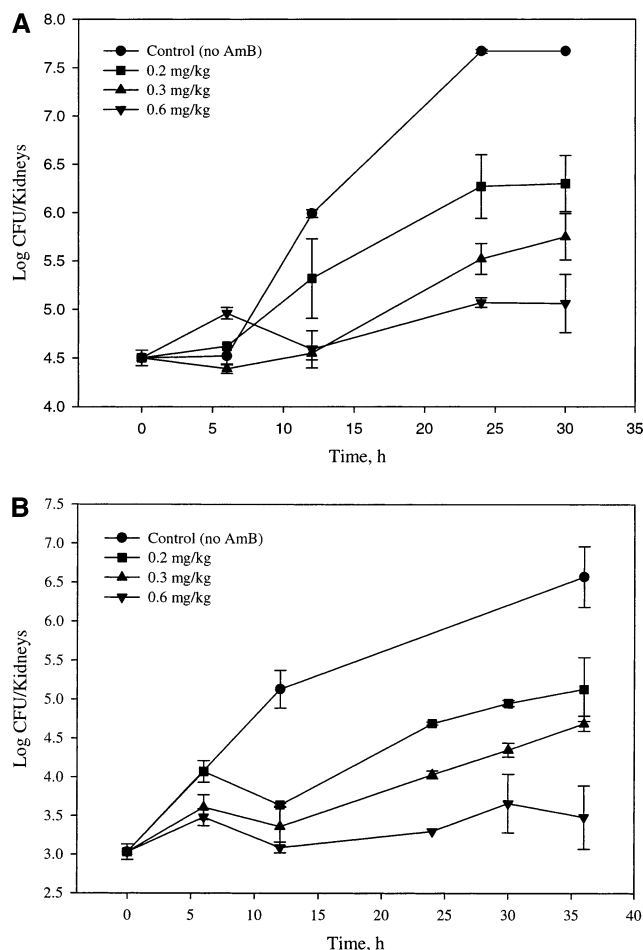 A
8.0
7.5
7.0
6.5
6.0
5.5
5.0
4.5
4.0
Log CFU/Kidneys
Control (no AmB)
0.2 mg/kg
0.3 mg/kg
0.6 mg/kg
0 5 10 15 20 25 30 35
Time, h
B
7.5
7.0
6.5
6.0
5.5
5.0
4.5
4.0
3.5
3.0
2.5
Log CFU/Kidneys
Control (no AmB)
0.2 mg/kg
0.3 mg/kg
0.6 mg/kg
0 5 10 15 20 25 30 35 40
Time, h